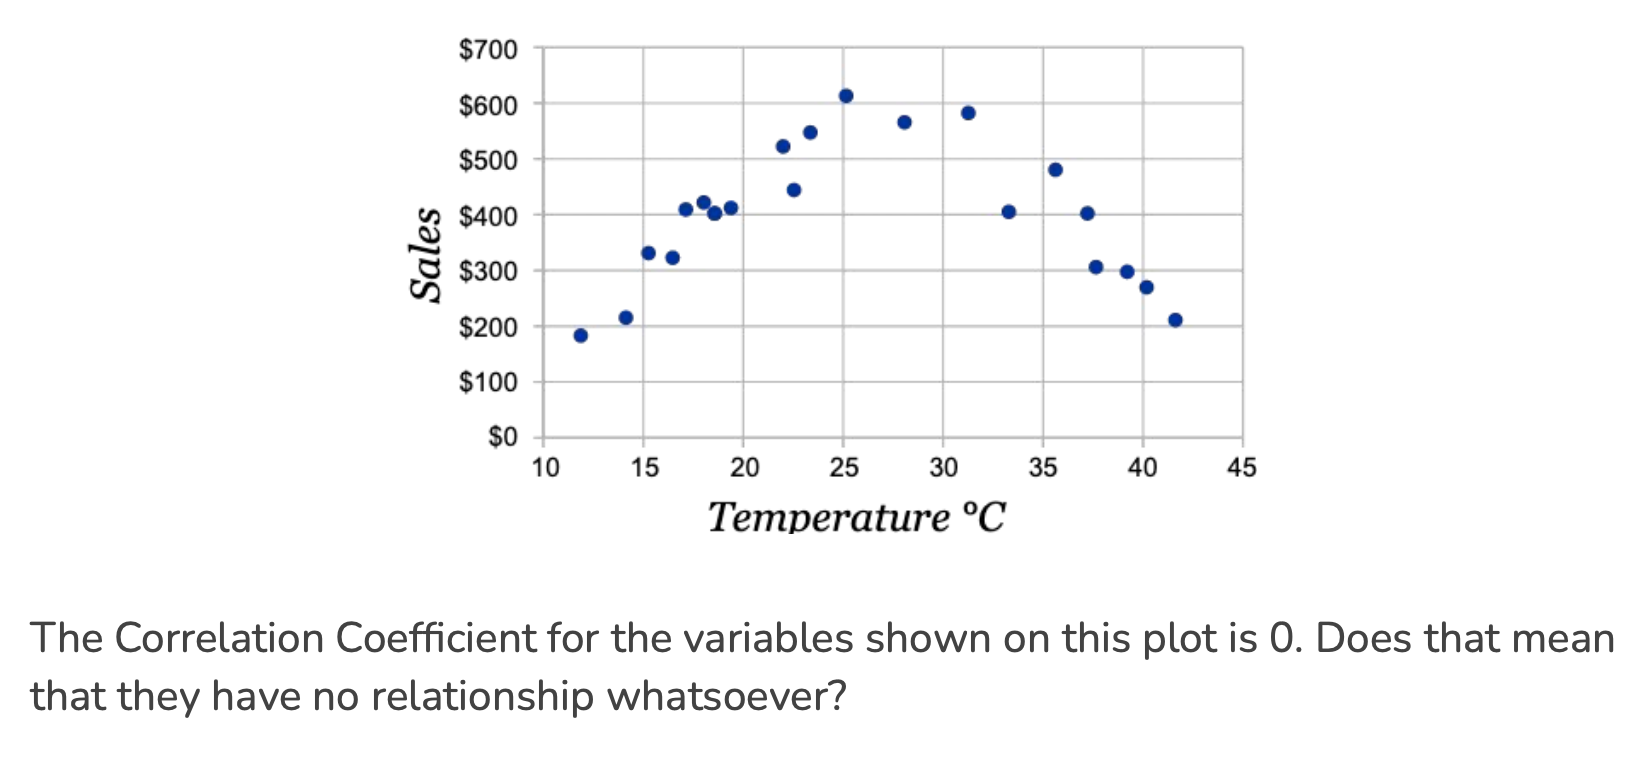 $700
$600
$500
$400
$300
$200
$100
$0
Sales
10 15 20 25 30 35 40 45
Temperature °C
The Correlation Coefficient for the variables shown on this plot is 0. Does that mean
that they have no relationship whatsoever?